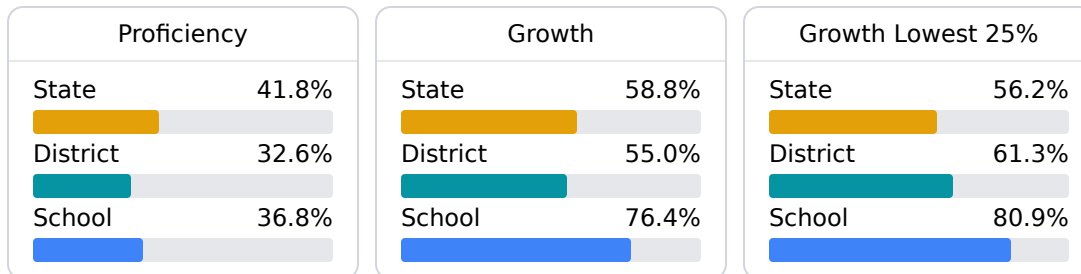 Proficiency
State 41.8%
District 32.6%
School 36.8%
Growth
State 58.8%
District 55.0%
School 76.4%
Growth Lowest 25%
State 56.2%
District 61.3%
School 80.9%